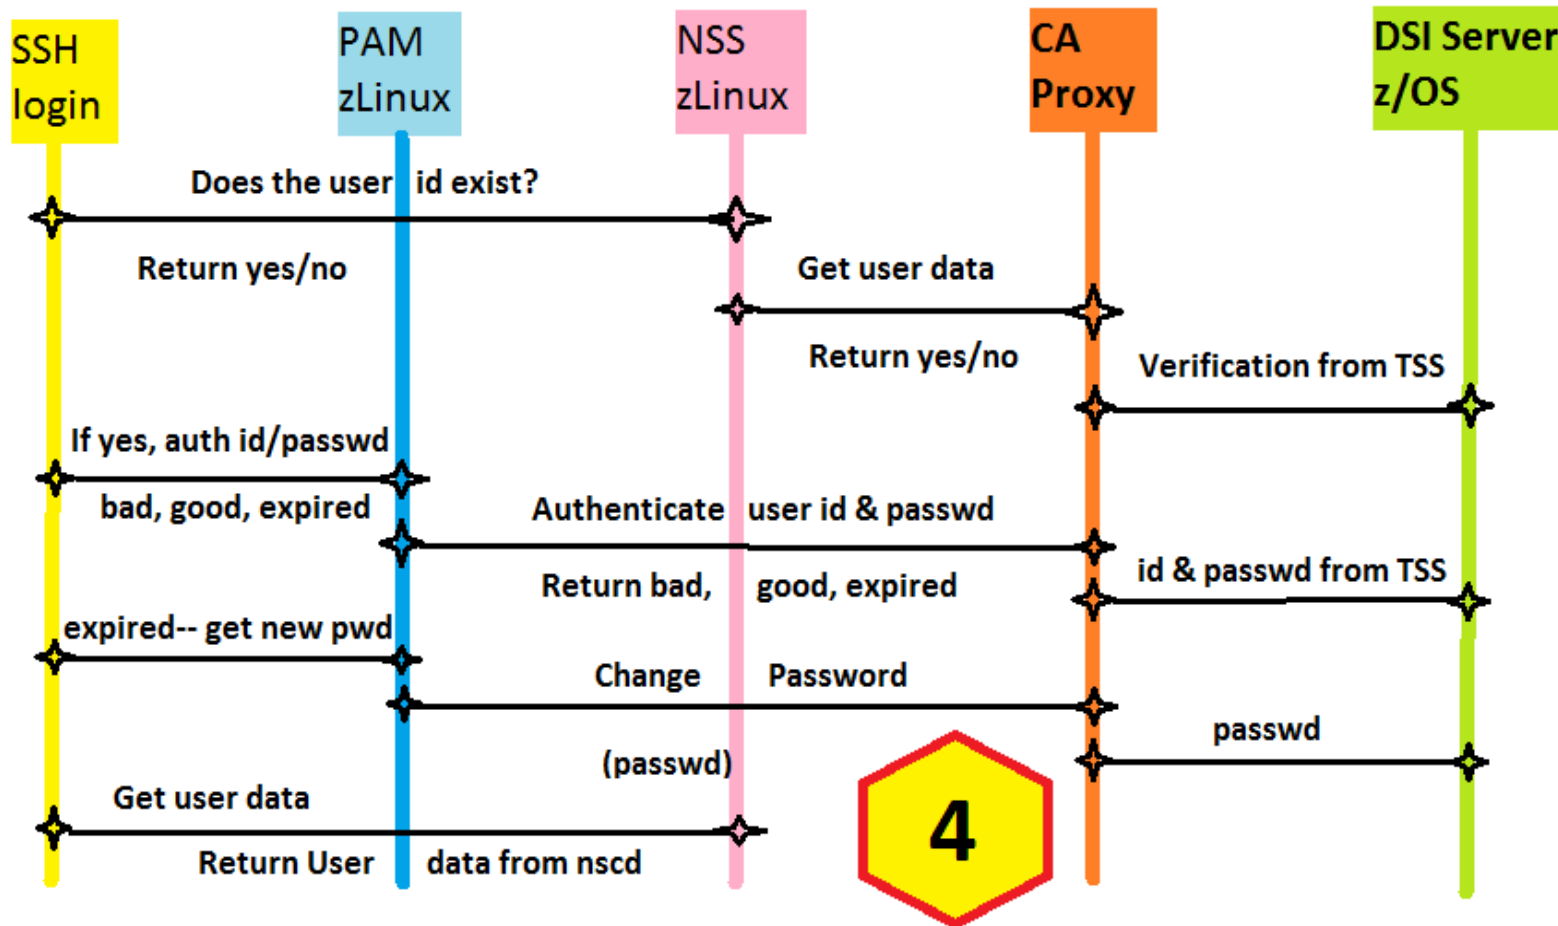 SSH
login
PAM
zLinux
NSS
zLinux
CA
Proxy
DSI Server
z/OS
Does the user id exist?
Return yes/no
Get user data
Return yes/no
Verification from TSS
If yes, auth id/passwd
bad, good, expired
Authenticate user id & passwd
Return bad, good, expired
id & passwd from TSS
expired-- get new pwd
Change Password
passwd
(passwd)
Get user data
Return User data from nscd
4